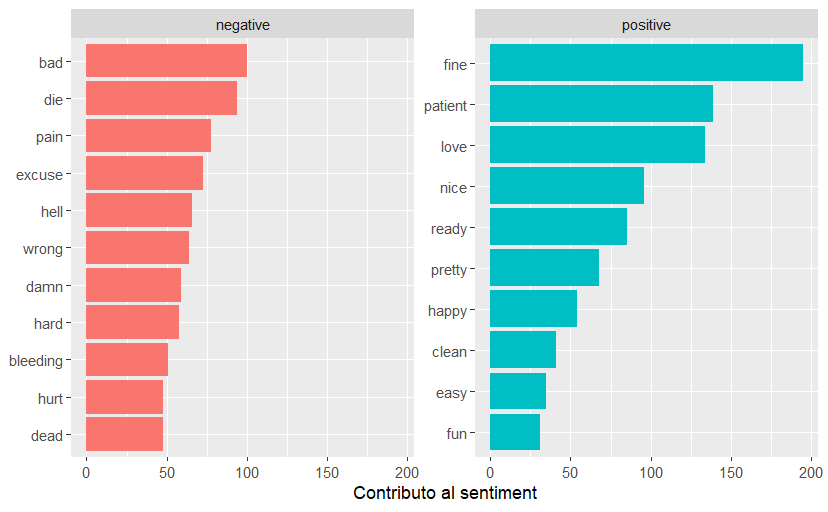 negative
bad
die
pain
excuse
hell
wrong
damn
hard
bleeding
hurt
dead
0 50 100 150 200
positive
fine
patient
love
nice
ready
pretty
happy
clean
easy
fun
0 50 100 150 200
Contributo al sentiment